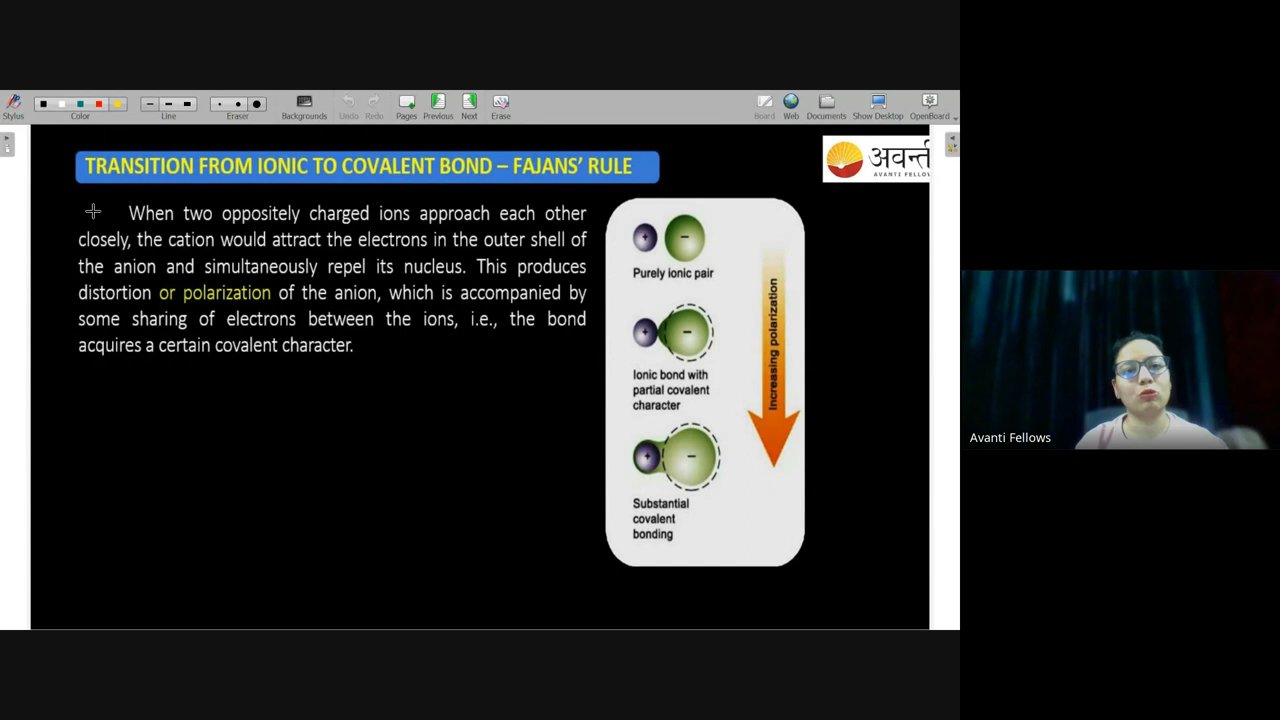 Stylus
Color
Line
Eraser
Backgrounds
Undo
Redo
Pages
Previous
Next
Erase
Board
Web
Documents
Show Desktop
OpenBoard
TRANSITION FROM IONIC TO COVALENT BOND – FAJANS’ RULE
अवन्त
AVANTI FELLO
When two oppositely charged ions approach each other
closely, the cation would attract the electrons in the outer shell of
the anion and simultaneously repel its nucleus. This produces
distortion or polarization of the anion, which is accompanied by
some sharing of electrons between the ions, i.e., the bond
acquires a certain covalent character.
+ –
Purely ionic pair
+ –
Ionic bond with
partial covalent
character
+ –
Substantial
covalent
bonding
Increasing polarization
Avanti Fellows